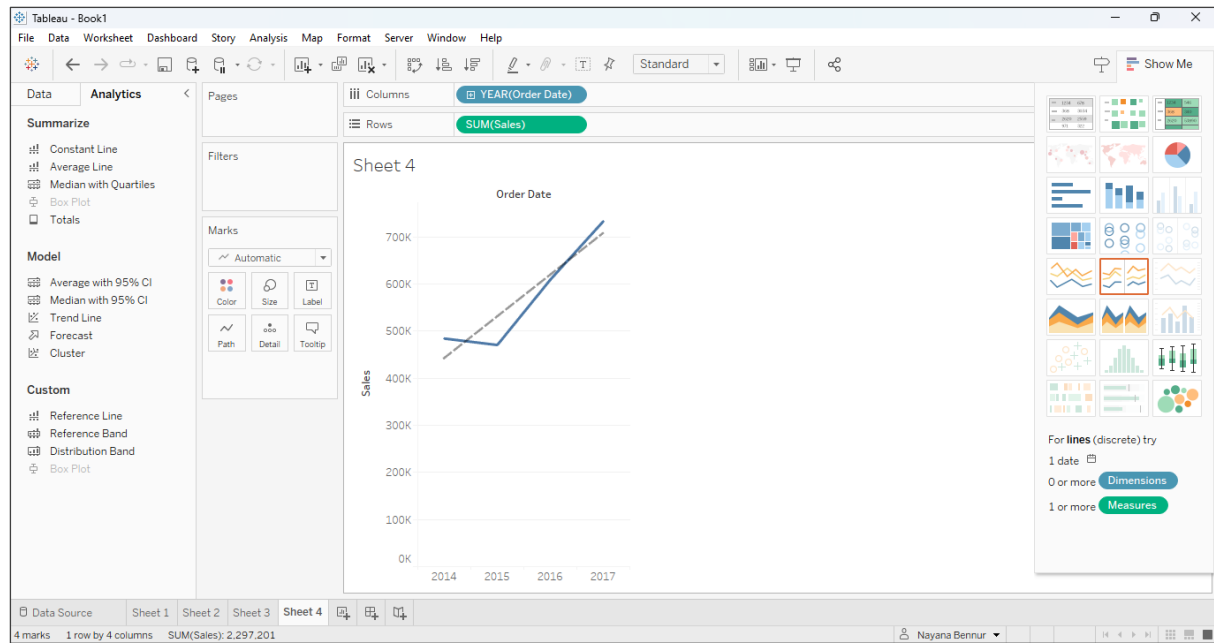 Tableau - Book1
File Data Worksheet Dashboard Story Analysis Map Format Server Window Help
Standard
Show Me
Data Analytics
Summarize
Constant Line
Average Line
Median with Quartiles
Box Plot
Totals
Model
Average with 95% CI
Median with 95% CI
Trend Line
Forecast
Cluster
Custom
Reference Line
Reference Band
Distribution Band
Box Plot
Pages
Filters
Marks
Automatic
Color Size Label
Path Detail Tooltip
Columns YEAR(Order Date)
Rows SUM(Sales)
Sheet 4
Order Date
700K
600K
500K
400K
300K
200K
100K
0K
Sales
2014 2015 2016 2017
For lines (discrete) try
1 date
0 or more Dimensions
1 or more Measures
Data Source Sheet 1 Sheet 2 Sheet 3 Sheet 4
4 marks 1 row by 4 columns SUM(Sales): 2,297,201
Nayana Bennur